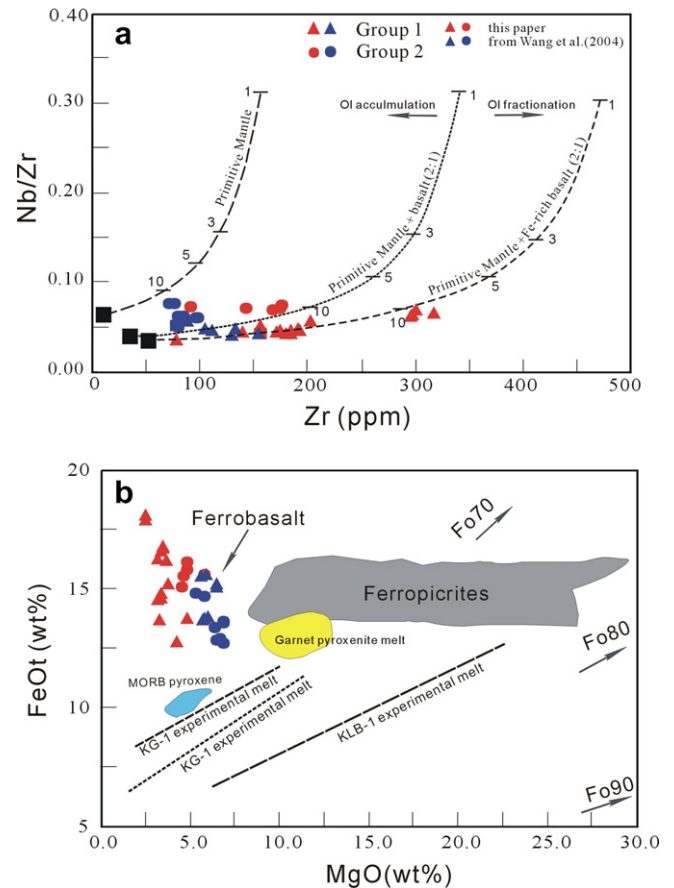 a
Group 1
Group 2
this paper
from Wang et al.(2004)
0.40
0.30
0.20
0.10
0.00
Nb/Zr
1
3
5
10
Primitive Mantle
1
3
5
10
Primitive Mantle + basalt (2:1)
1
3
5
10
Primitive Mantle+Fe-rich basalt (2:1)
Ol acculmulation
Ol fractionation
0
100
200
300
400
500
Zr (ppm)
b
20
15
10
5
FeOt (wt%)
Ferrobasalt
Ferropicrites
Garnet pyroxenite melt
MORB pyroxene
KG-1 experimental melt
KG-1 experimental melt
KLB-1 experimental melt
Fo70
Fo80
Fo90
0.0
5.0
10.0
15.0
20.0
25.0
30.0
MgO(wt%)